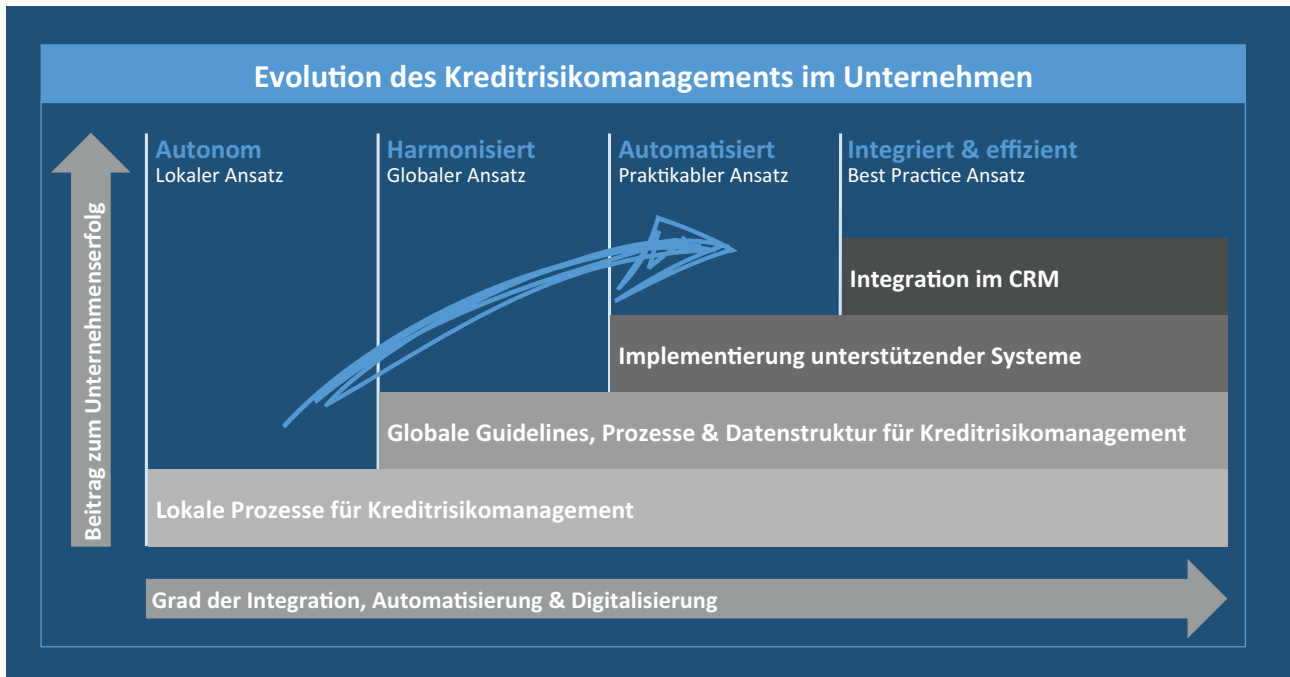 Evolution des Kreditrisikomanagements im Unternehmen
Beitrag zum Unternehmenserfolg
Autonom
Lokaler Ansatz
Harmonisiert
Globaler Ansatz
Automatisiert
Praktikabler Ansatz
Integriert & effizient
Best Practice Ansatz
Integration im CRM
Implementierung unterstützender Systeme
Globale Guidelines, Prozesse & Datenstruktur für Kreditrisikomanagement
Lokale Prozesse für Kreditrisikomanagement
Grad der Integration, Automatisierung & Digitalisierung